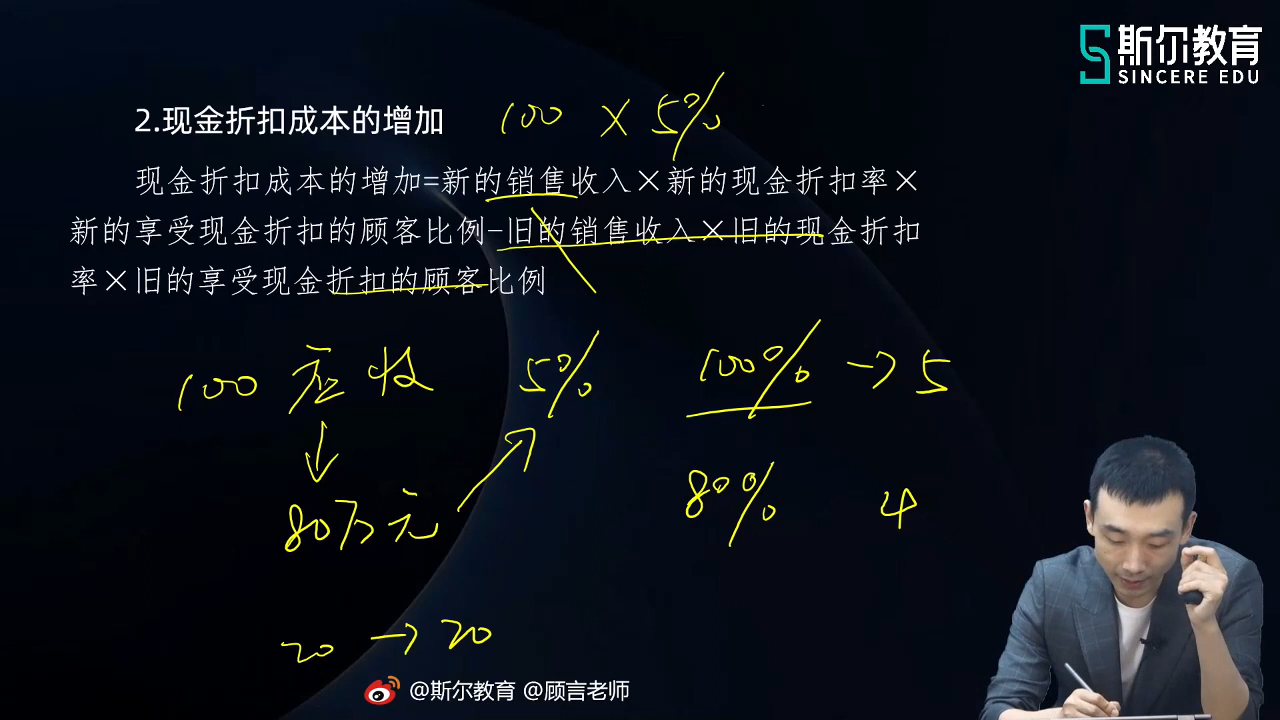 斯尔教育
SINCERE EDU
2.现金折扣成本的增加
100 × 5%
现金折扣成本的增加=新的销售收入×新的现金折扣率×
新的享受现金折扣的顾客比例-旧的销售收入×旧的现金折扣
率×旧的享受现金折扣的顾客比例
100 应收 5% 100% → 5
80万元 80% 4
20 → 20
@斯尔教育 @顾言老师